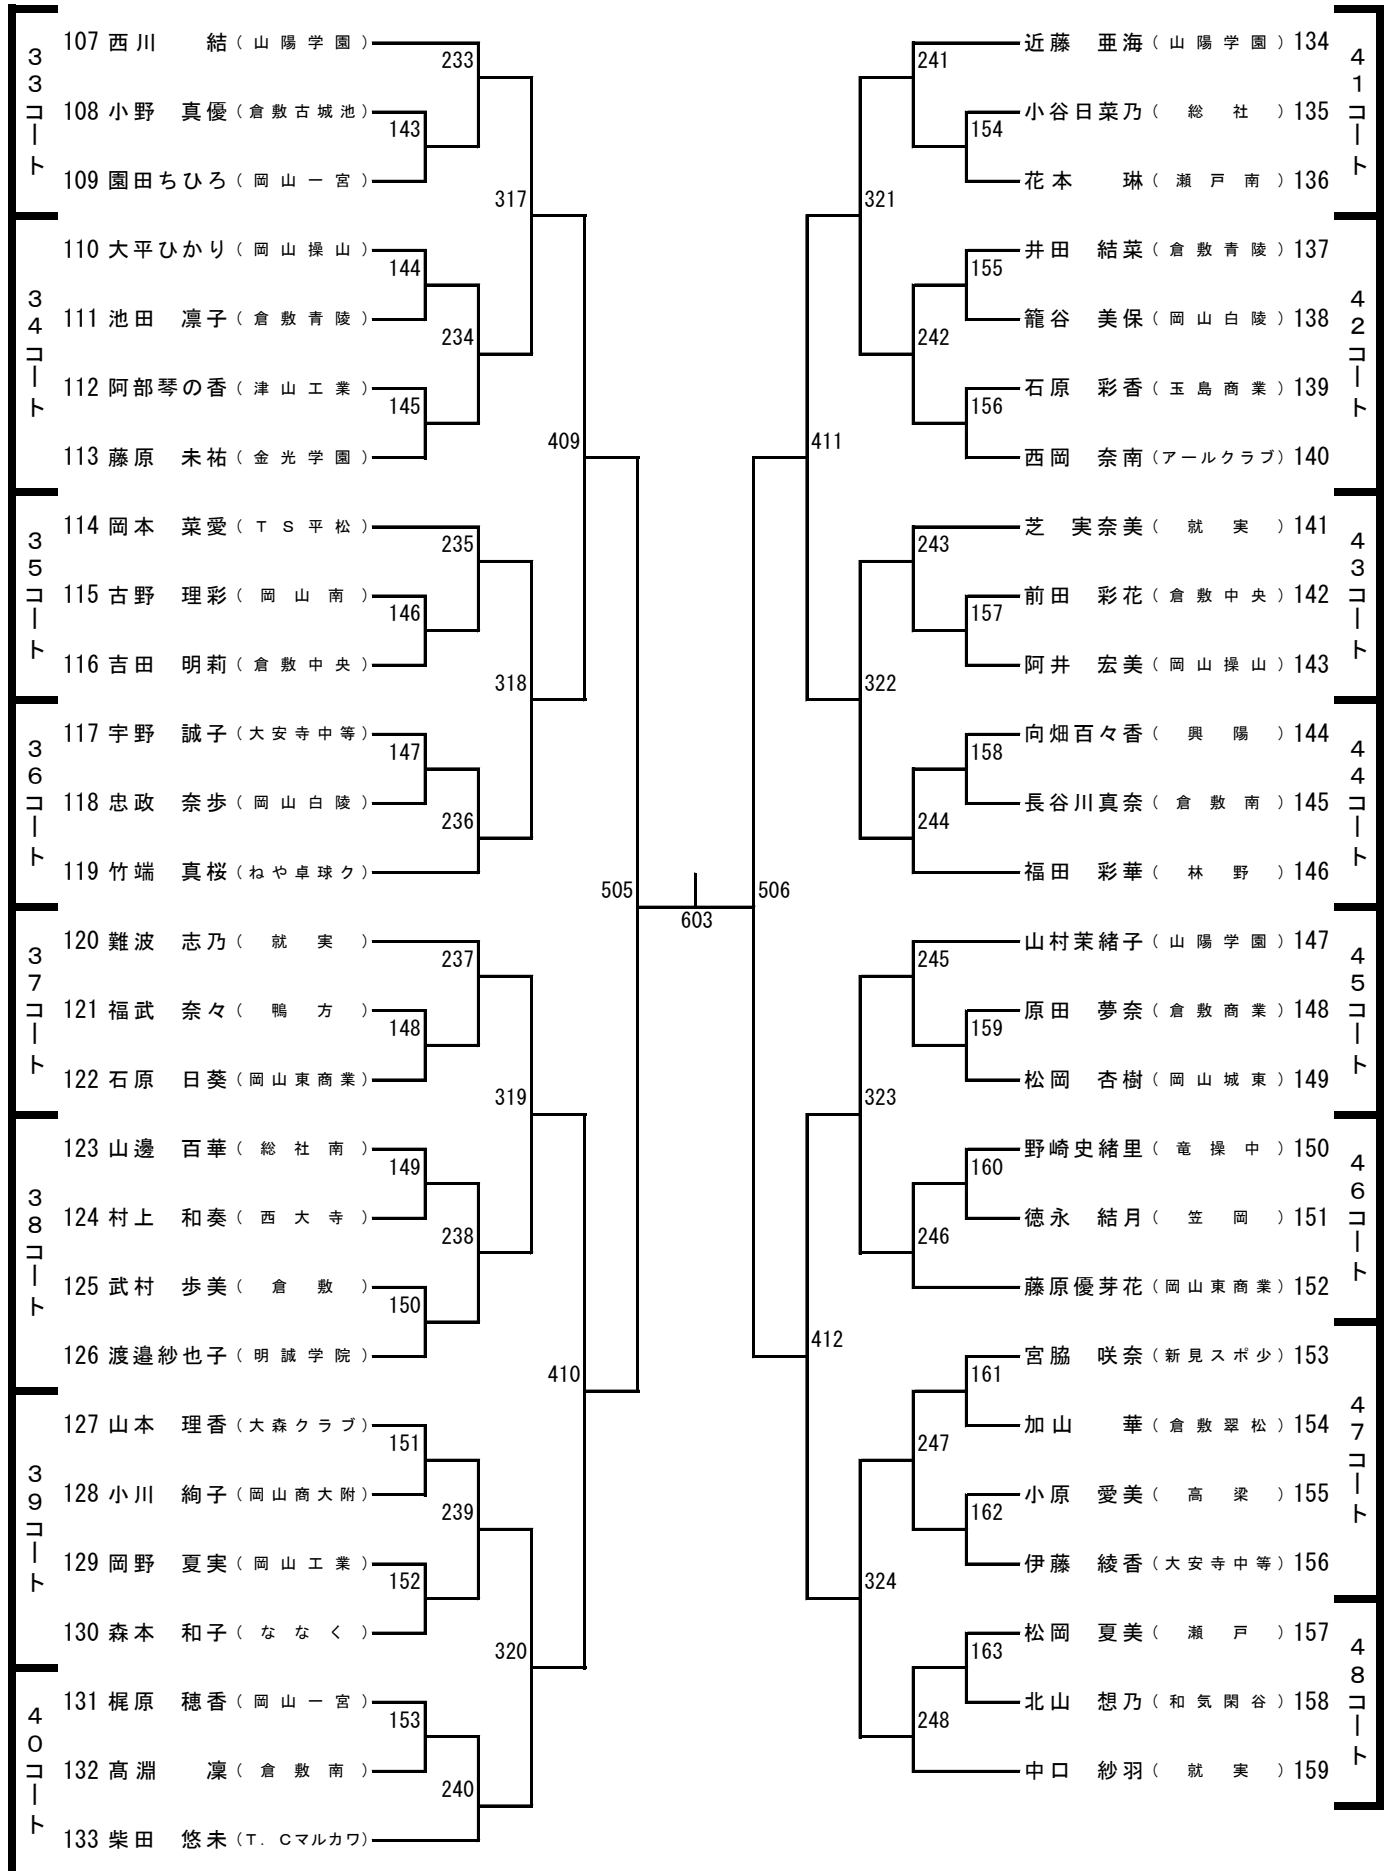 33コート
107 西川 結 (山陽学園)
108 小野 真優 (倉敷古城池)
109 園田ちひろ (岡山一宮)
233
143
317
34コート
110 大平ひかり (岡山操山)
111 池田 凛子 (倉敷青陵)
112 阿部琴の香 (津山工業)
113 藤原 未祐 (金光学園)
144
234
145
409
35コート
114 岡本 菜愛 (TS平松)
115 古野 理彩 (岡山南)
116 吉田 明莉 (倉敷中央)
235
146
318
36コート
117 宇野 誠子 (大安寺中等)
118 忠政 奈歩 (岡山白陵)
119 竹端 真桜 (ねや卓球ク)
147
236
505
37コート
120 難波 志乃 (就実)
121 福武 奈々 (鴨方)
122 石原 日葵 (岡山東商業)
237
148
319
38コート
123 山邊 百華 (総社南)
124 村上 和奏 (西大寺)
125 武村 歩美 (倉敷)
126 渡邉紗也子 (明誠学院)
149
238
150
410
39コート
127 山本 理香 (大森クラブ)
128 小川 絢子 (岡山商大附)
129 岡野 夏実 (岡山工業)
130 森本 和子 (ななく)
151
239
152
320
40コート
131 梶原 穂香 (岡山一宮)
132 髙淵 凜 (倉敷南)
133 柴田 悠未 (T.Cマルカワ)
153
240
603
41コート
近藤 亜海 (山陽学園) 134
小谷日菜乃 (総社) 135
花本 琳 (瀬戸南) 136
241
154
321
42コート
井田 結菜 (倉敷青陵) 137
籠谷 美保 (岡山白陵) 138
石原 彩香 (玉島商業) 139
西岡 奈南 (アールクラブ) 140
155
242
156
411
43コート
芝 実奈美 (就実) 141
前田 彩花 (倉敷中央) 142
阿井 宏美 (岡山操山) 143
243
157
322
44コート
向畑百々香 (興陽) 144
長谷川真奈 (倉敷南) 145
福田 彩華 (林野) 146
158
244
506
45コート
山村茉緒子 (山陽学園) 147
原田 夢奈 (倉敷商業) 148
松岡 杏樹 (岡山城東) 149
245
159
323
46コート
野崎史緒里 (竜操中) 150
徳永 結月 (笠岡) 151
藤原優芽花 (岡山東商業) 152
160
246
412
47コート
宮脇 咲奈 (新見スポ少) 153
加山 華 (倉敷翠松) 154
小原 愛美 (高梁) 155
伊藤 綾香 (大安寺中等) 156
161
247
162
324
48コート
松岡 夏美 (瀬戸) 157
北山 想乃 (和気閑谷) 158
中口 紗羽 (就実) 159
163
248